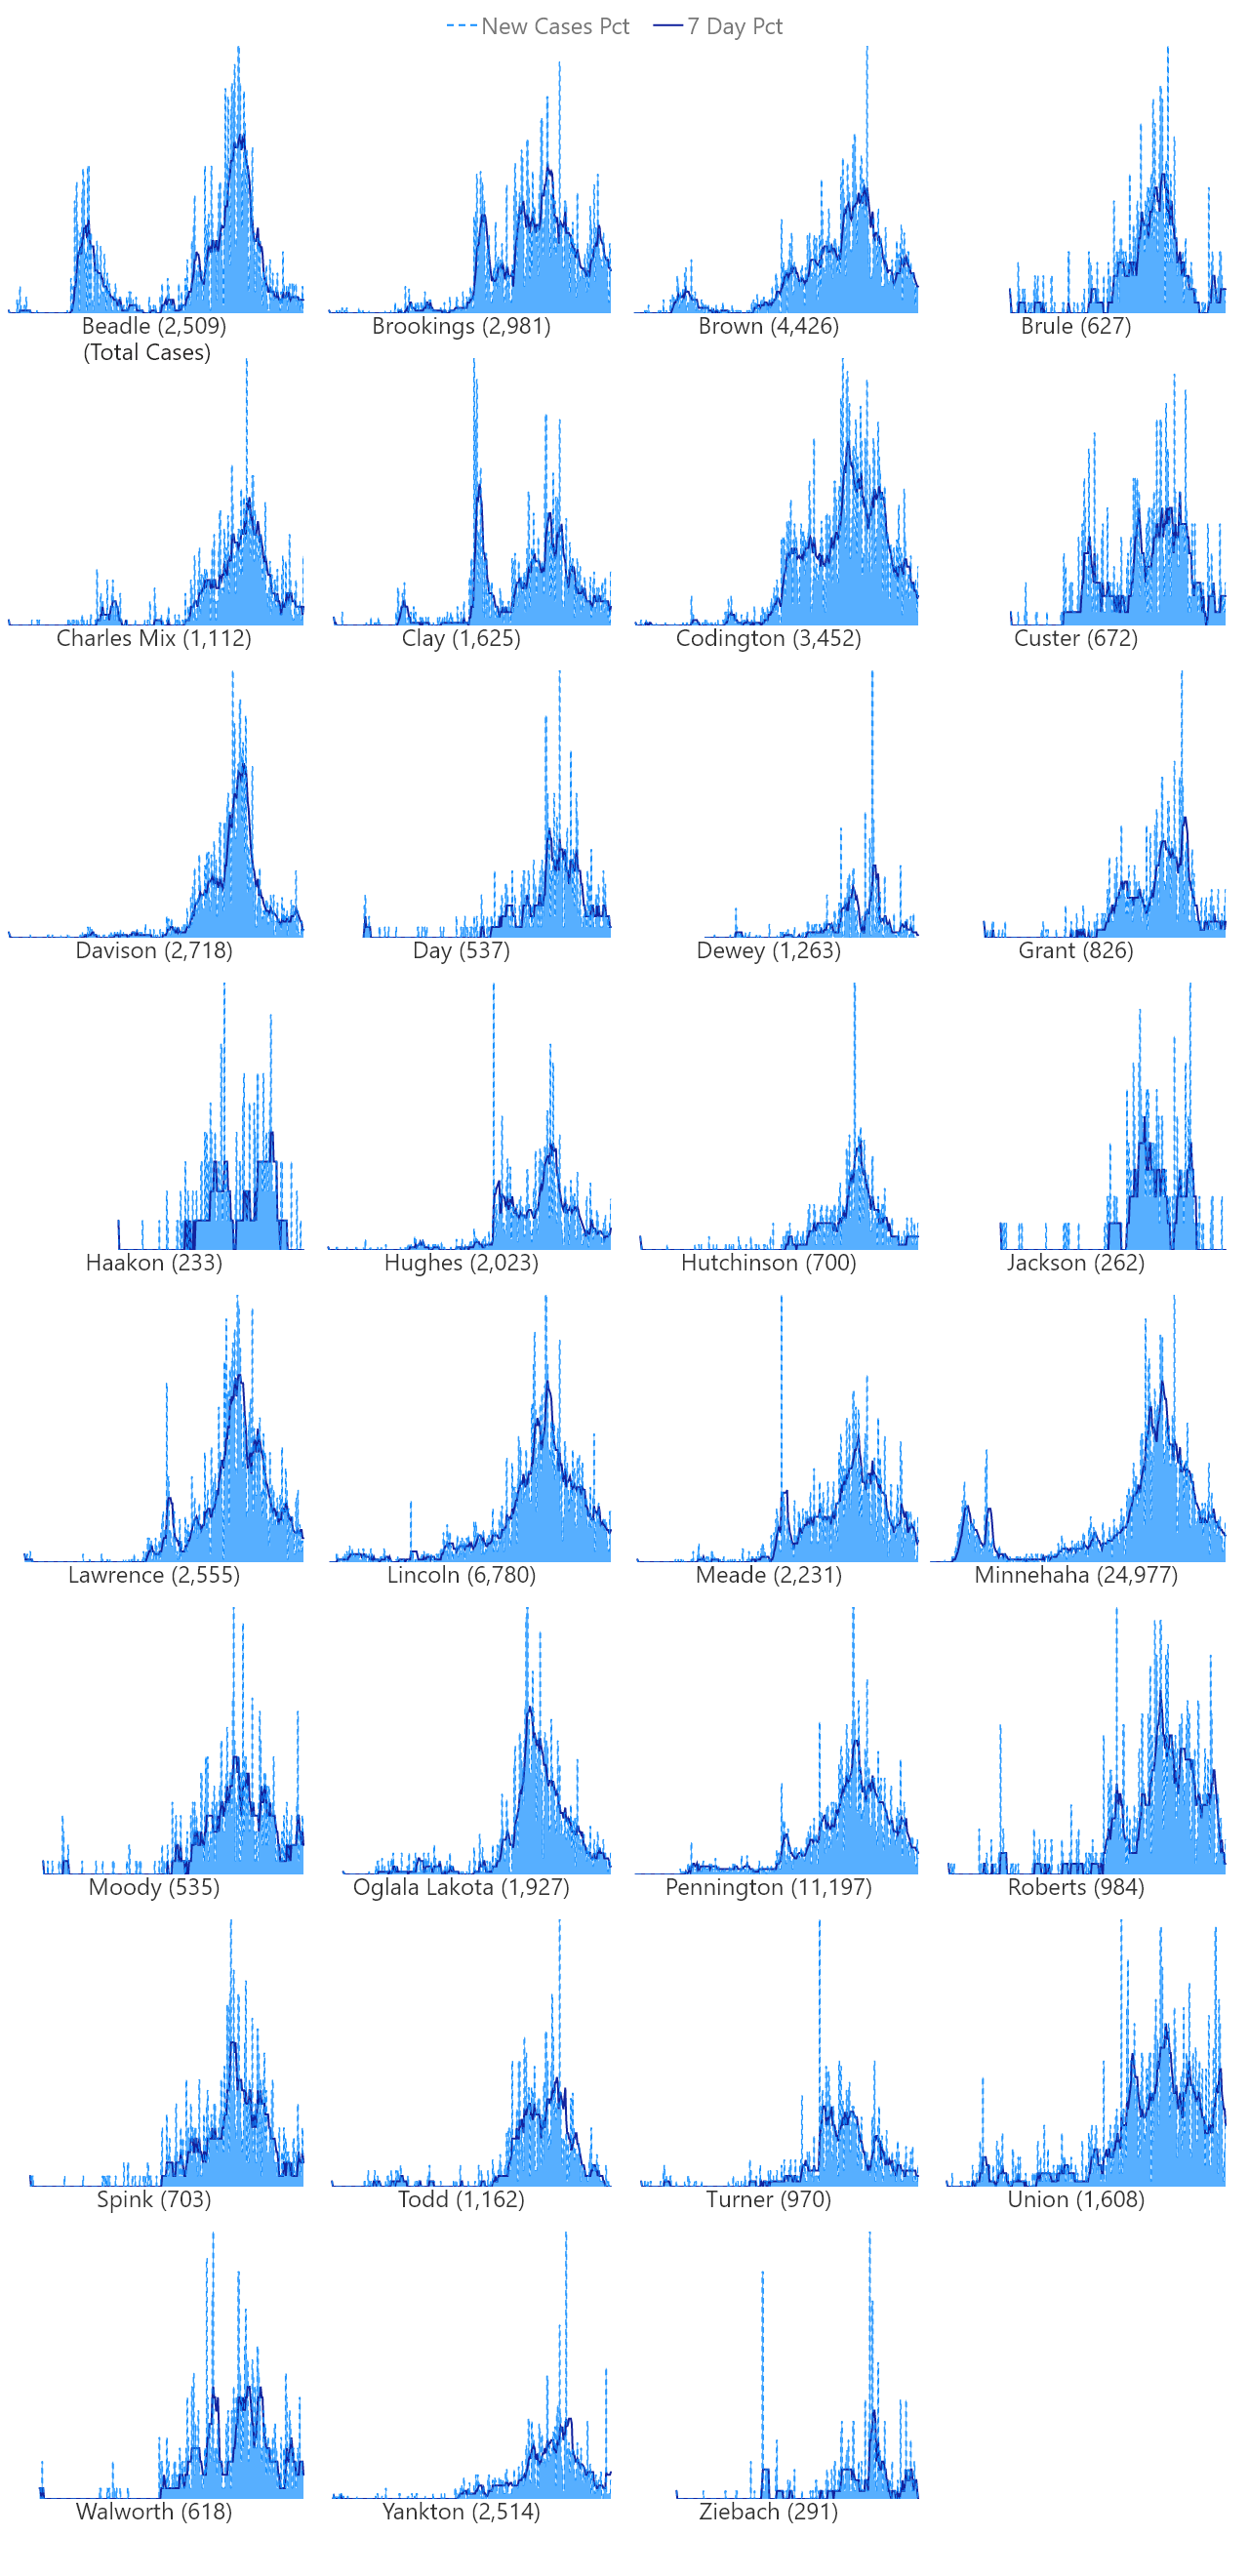 New Cases Pct 7 Day Pct
Beadle (2,509) Brookings (2,981) Brown (4,426) Brule (627)
(Total Cases)
Charles Mix (1,112) Clay (1,625) Codington (3,452) Custer (672)
Davison (2,718) Day (537) Dewey (1,263) Grant (826)
Haakon (233) Hughes (2,023) Hutchinson (700) Jackson (262)
Lawrence (2,555) Lincoln (6,780) Meade (2,231) Minnehaha (24,977)
Moody (535) Oglala Lakota (1,927) Pennington (11,197) Roberts (984)
Spink (703) Todd (1,162) Turner (970) Union (1,608)
Walworth (618) Yankton (2,514) Ziebach (291)